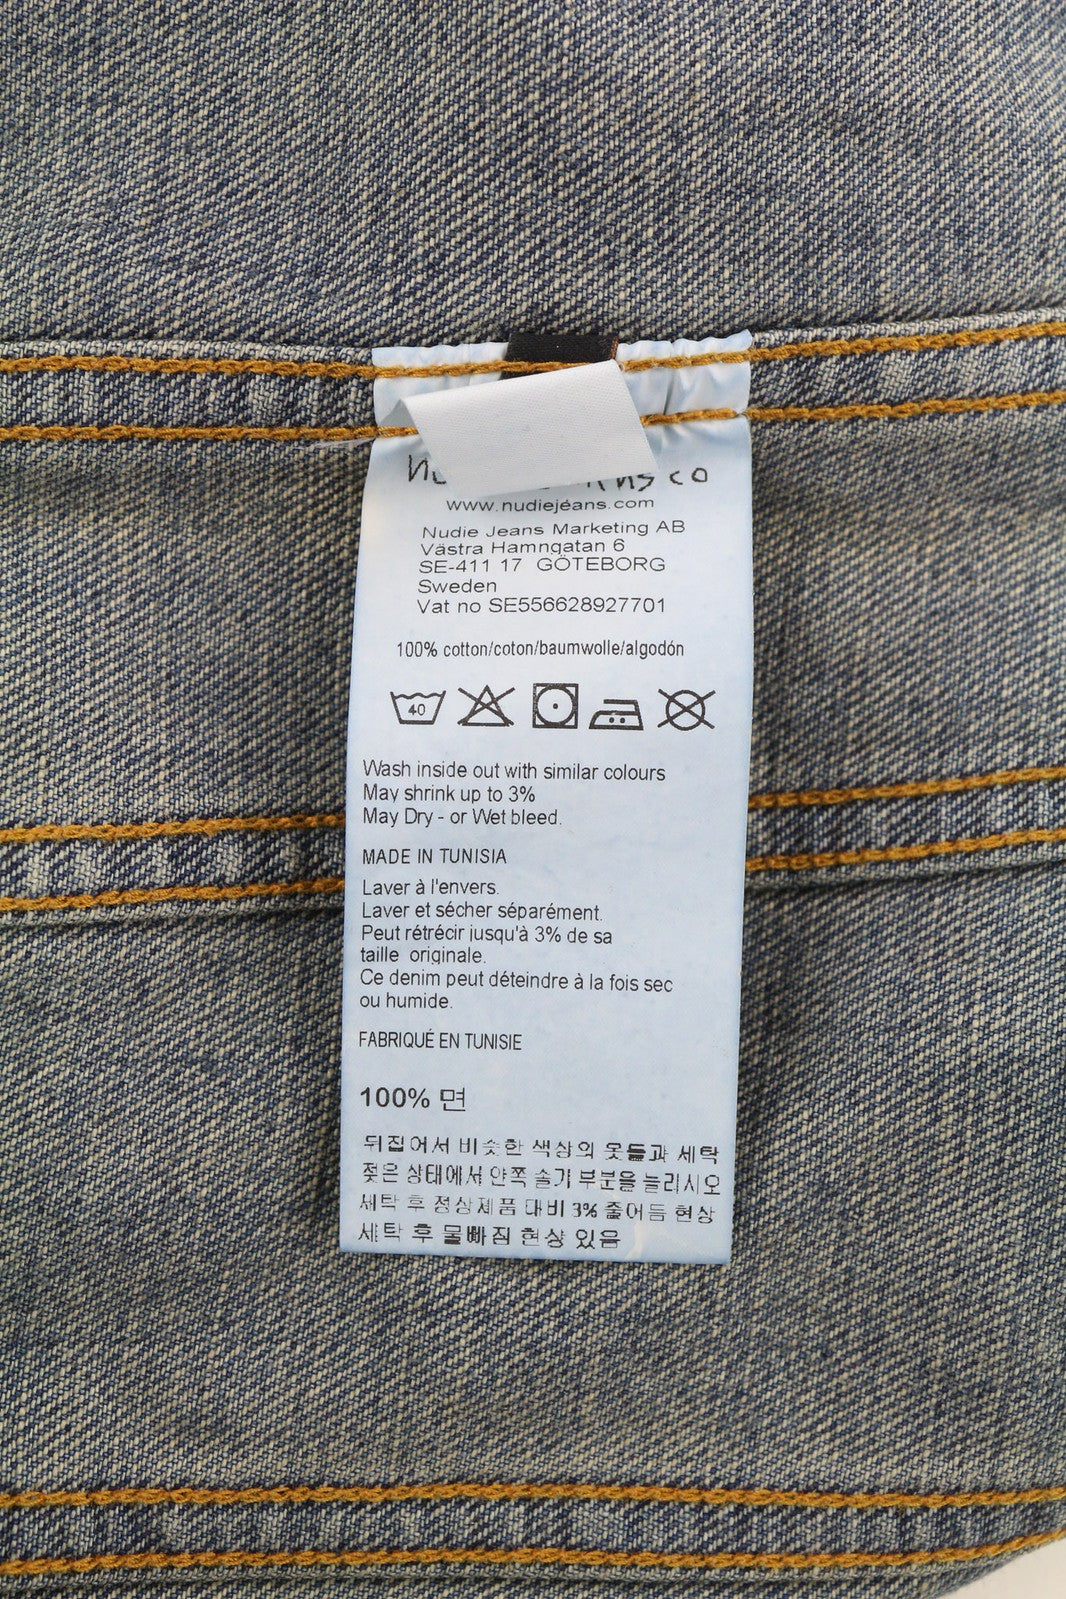 www.nudiejeans.com
Nudie Jeans Marketing AB
Västra Hamngatan 6
SE-411 17 GÖTEBORG
Sweden
Vat no SE556628927701
100% cotton/coton/baumwolle/algodón
40
Wash inside out with similar colours
May shrink up to 3%
May Dry - or Wet bleed.
MADE IN TUNISIA
Laver à l'envers.
Laver et sécher séparément.
Peut rétrécir jusqu'à 3% de sa
taille originale.
Ce denim peut déteindre à la fois sec
ou humide.
FABRIQUÉ EN TUNISIE
100% 면
뒤집어서 비슷한 색상의 옷들과 세탁
젖은 상태에서 안쪽 솔기 부분을 늘리시오
세탁 후 정상제품 대비 3% 줄어듬 현상
세탁 후 물빠짐 현상 있음